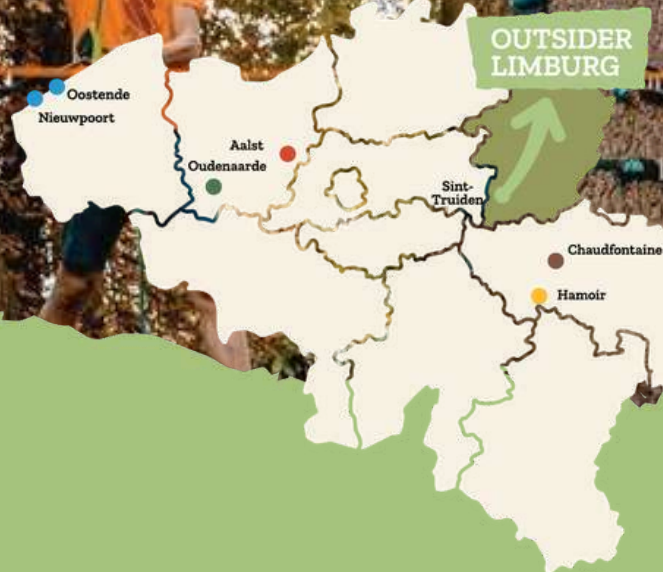 OUTSIDER
LIMBURG
Oostende
Nieuwpoort
Aalst
Oudenaarde
Sint-
Truiden
Chaudfontaine
Hamoir